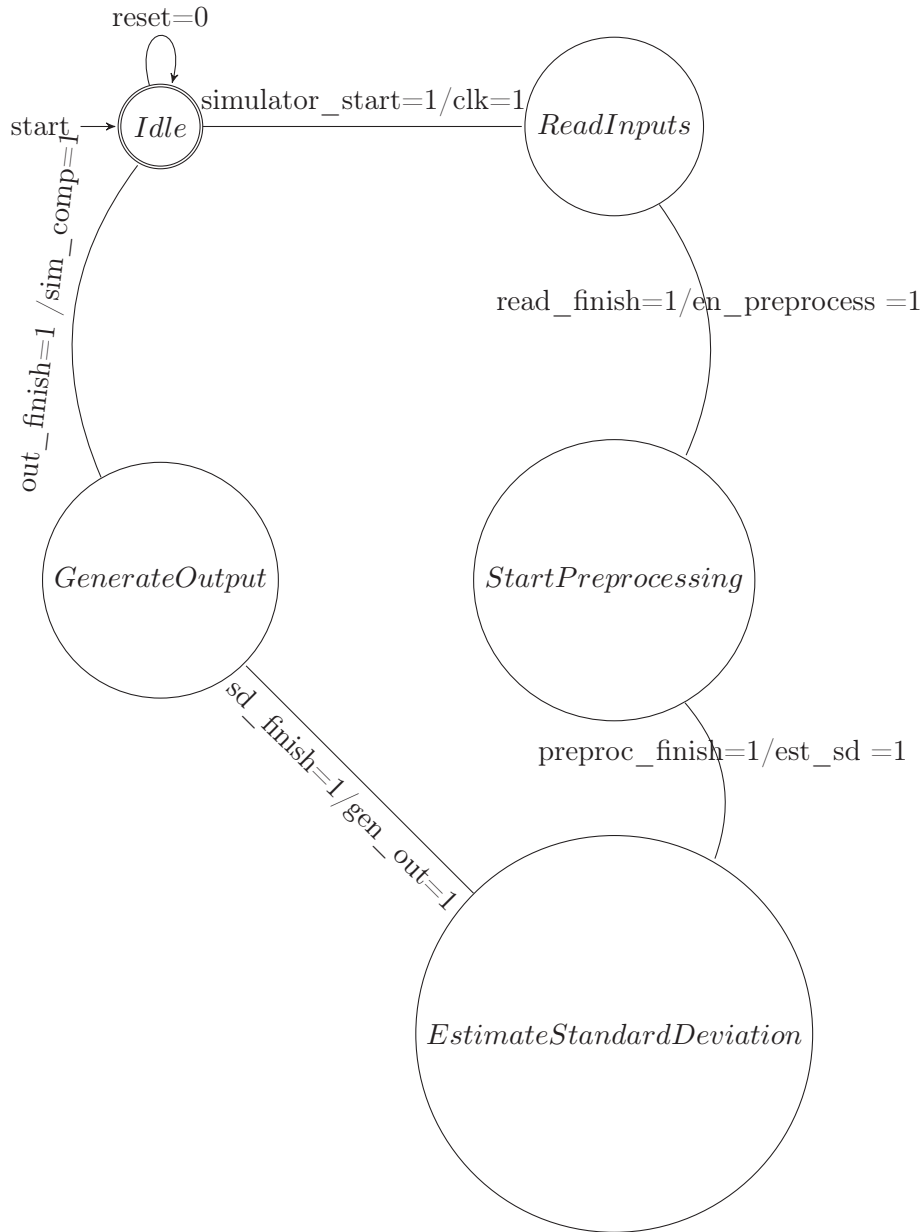 reset=0
start
Idle
simulator_start=1/clk=1
ReadInputs
out_finish=1 /sim_comp=1
read_finish=1/en_preprocess =1
GenerateOutput
StartPreprocessing
sd_finish=1/gen_out=1
preproc_finish=1/est_sd =1
EstimateStandardDeviation